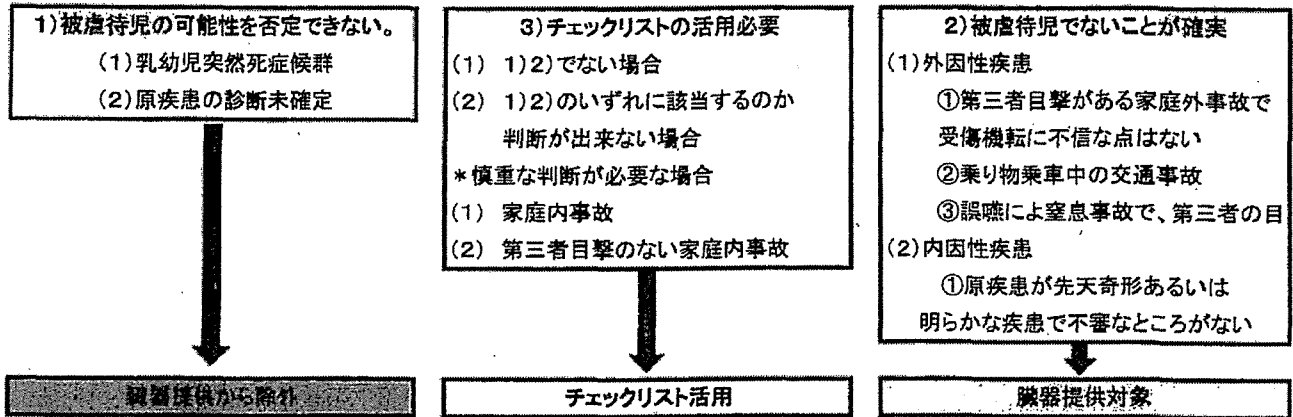 1)被虐待児の可能性を否定できない。
(1)乳幼児突然死症候群
(2)原疾患の診断未確定
臓器提供から除外
3)チェックリストの活用必要
(1) 1)2)でない場合
(2) 1)2)のいずれに該当するのか
判断が出来ない場合
*慎重な判断が必要な場合
(1) 家庭内事故
(2) 第三者目撃のない家庭内事故
チェックリスト活用
2)被虐待児でないことが確実
(1)外因性疾患
①第三者目撃がある家庭外事故で
受傷機転に不信な点はない
②乗り物乗車中の交通事故
③誤嚥によ窒息事故で、第三者の目
(2)内因性疾患
①原疾患が先天奇形あるいは
明らかな疾患で不審なところがない
臓器提供対象